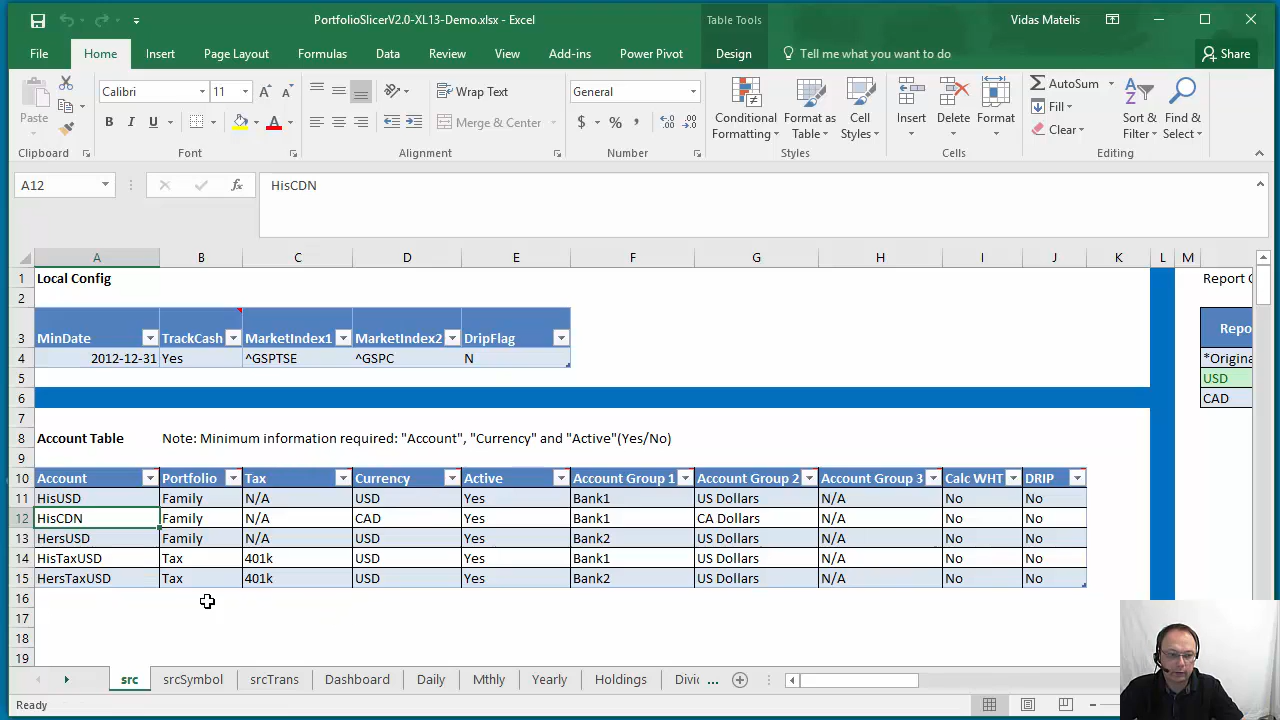 PortfolioSlicerV2.0-XL13-Demo.xlsx - Excel
Table Tools
Vidas Matelis
File Home Insert Page Layout Formulas Data Review View Add-ins Power Pivot Design Tell me what you want to do Share
Paste
Clipboard
Calibri 11
B I U
A
Font
Wrap Text
Merge & Center
Alignment
General
$ % ,
Number
Conditional Formatting
Format as Table
Cell Styles
Styles
Insert Delete Format
Cells
AutoSum
Fill
Clear
Sort & Filter
Find & Select
Editing
A12 fx HisCDN
A B C D E F G H I J K L M
1 Local Config Report C
2
3 MinDate TrackCash MarketIndex1 MarketIndex2 DripFlag Repo
4 2012-12-31 Yes ^GSPTSE ^GSPC N *Origina
5 USD
6 CAD
7
8 Account Table Note: Minimum information required: "Account", "Currency" and "Active"(Yes/No)
9
10 Account Portfolio Tax Currency Active Account Group 1 Account Group 2 Account Group 3 Calc WHT DRIP
11 HisUSD Family N/A USD Yes Bank1 US Dollars N/A No No
12 HisCDN Family N/A CAD Yes Bank1 CA Dollars N/A No No
13 HersUSD Family N/A USD Yes Bank2 US Dollars N/A No No
14 HisTaxUSD Tax 401k USD Yes Bank1 US Dollars N/A No No
15 HersTaxUSD Tax 401k USD Yes Bank2 US Dollars N/A No No
16
17
18
19
src srcSymbol srcTrans Dashboard Daily Mthly Yearly Holdings Divic ...
Ready